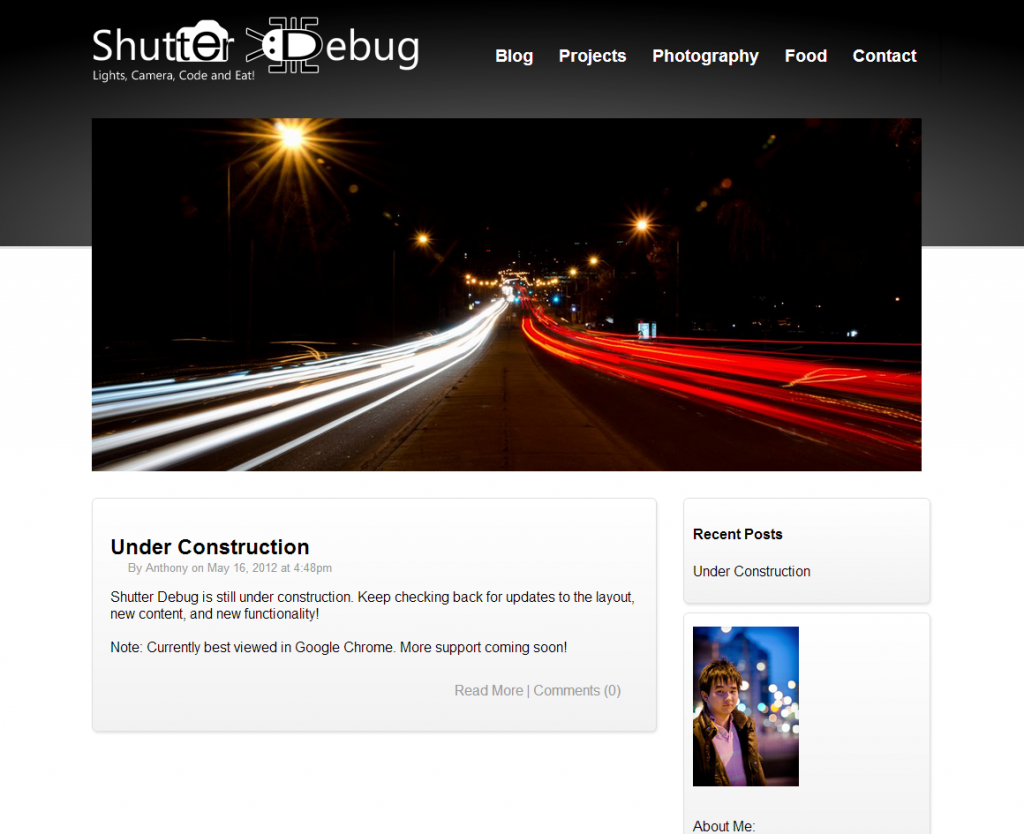 Shutter Debug
Lights, Camera, Code and Eat!
Blog Projects Photography Food Contact
Under Construction
By Anthony on May 16, 2012 at 4:48pm
Shutter Debug is still under construction. Keep checking back for updates to the layout,
new content, and new functionality!
Note: Currently best viewed in Google Chrome. More support coming soon!
Read More | Comments (0)
Recent Posts
Under Construction
About Me: